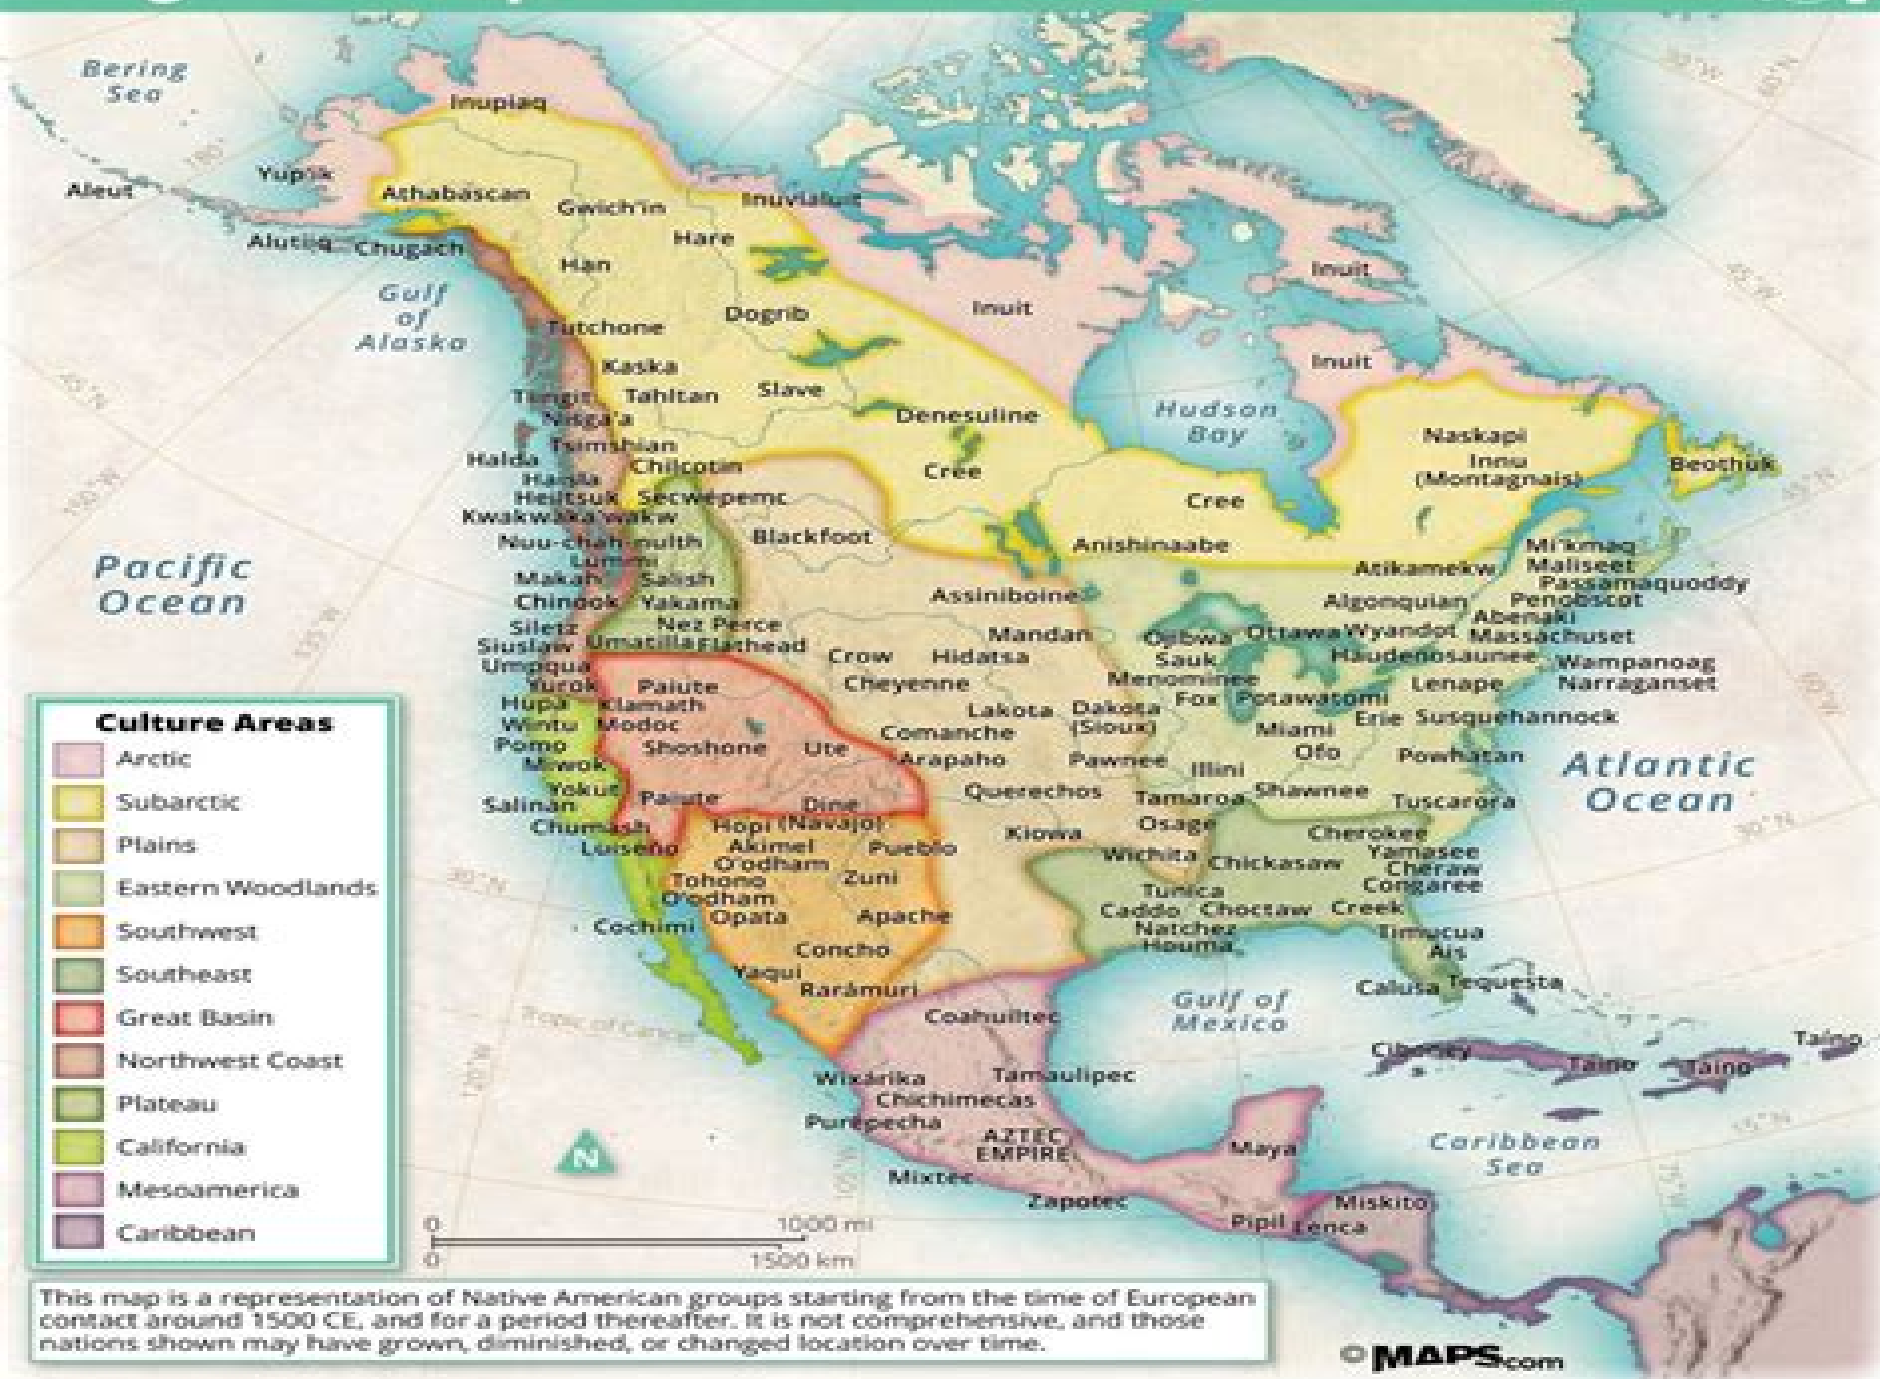 Bering
Sea
Inupiaq
Yup'ik
Aleut
Athabascan
Gwich'in
Inuvialuit
Alutiiq
Chugach
Hare
Han
Gulf
of
Alaska
Dogrib
Inuit
Inuit
Inuit
Tutchone
Kaska
Tahltan
Slave
Nisga'a
Denesuline
Hudson
Bay
Tsimshian
Chilcotin
Cree
Cree
Naskapi
Innu
(Montagnais)
Beothuk
Haisla
Heiltsuk
Secwepemc
Kwakwaka'wakw
Nuu-chah-nulth
Blackfoot
Anishinaabe
Mi'kmaq
Lummi
Makah
Salish
Atikamekw
Maliseet
Passamaquoddy
Chinook
Yakama
Assiniboine
Algonquian
Penobscot
Abenaki
Siletz
Nez Perce
Mandan
Ojibwa
Ottawa
Wyandot
Massachuset
Siuslaw
Umatilla
Flathead
Crow
Hidatsa
Sauk
Haudenosaunee
Wampanoag
Umpqua
Yurok
Paiute
Cheyenne
Menominee
Lenape
Narraganset
Hupa
Klamath
Lakota
Dakota
(Sioux)
Fox
Potawatomi
Erie
Susquehannock
Wintu
Modoc
Comanche
Miami
Pomo
Shoshone
Ute
Arapaho
Pawnee
Ofo
Powhatan
Miwok
Illini
Yokut
Salinan
Paiute
Dine
(Navajo)
Querechos
Tamaroa
Shawnee
Tuscarora
Chumash
Hopi
Kiowa
Osage
Cherokee
Luiseño
Akimel
O'odham
Pueblo
Wichita
Chickasaw
Yamasee
Cheraw
Congaree
Tohono
O'odham
Zuni
Tunica
Cochimi
Opata
Apache
Caddo
Choctaw
Creek
Natchez
Houma
Timucua
Ais
Concho
Yaqui
Rarámuri
Calusa
Tequesta
Coahuiltec
Gulf of
Mexico
Tropic of Cancer
Ciboney
Taino
Taino
Taino
Wixárika
Tamaulipec
Chichimecas
Purépecha
AZTEC
EMPIRE
Maya
Caribbean
Sea
Mixtec
Zapotec
Miskito
Pipil
Lenca
Pacific
Ocean
Atlantic
Ocean
Culture Areas
Arctic
Subarctic
Plains
Eastern Woodlands
Southwest
Southeast
Great Basin
Northwest Coast
Plateau
California
Mesoamerica
Caribbean
N
0
1000 mi
0
1500 km
This map is a representation of Native American groups starting from the time of European
contact around 1500 CE, and for a period thereafter. It is not comprehensive, and those
nations shown may have grown, diminished, or changed location over time.
© MAPS.com